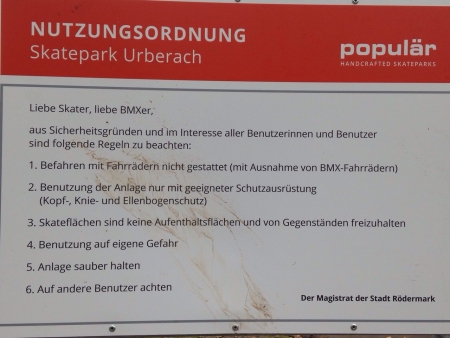 NUTZUNGSORDNUNG
Skatepark Urberach
populär
HANDCRAFTED SKATEPARKS
Liebe Skater, liebe BMXer,
aus Sicherheitsgründen und im Interesse aller Benutzerinnen und Benutzer
sind folgende Regeln zu beachten:
1. Befahren mit Fahrrädern nicht gestattet (mit Ausnahme von BMX-Fahrrädern)
2. Benutzung der Anlage nur mit geeigneter Schutzausrüstung
(Kopf-, Knie- und Ellenbogenschutz)
3. Skateflächen sind keine Aufenthaltsflächen und von Gegenständen freizuhalten
4. Benutzung auf eigene Gefahr
5. Anlage sauber halten
6. Auf andere Benutzer achten
Der Magistrat der Stadt Rödermark